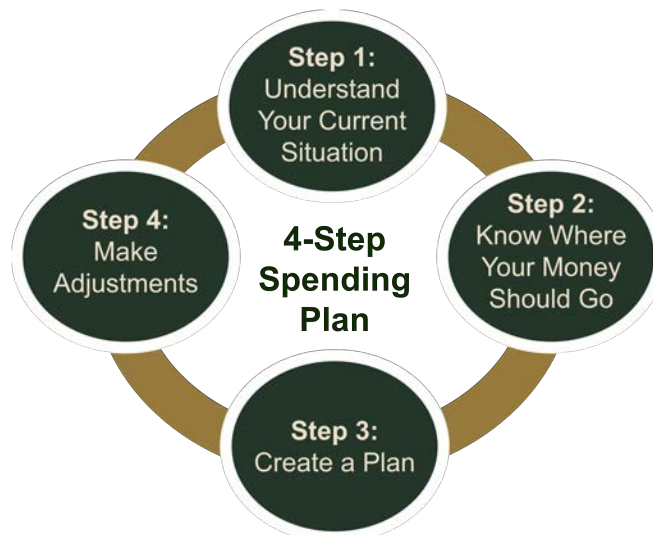 Step 1:
Understand
Your Current
Situation
Step 2:
Know Where
Your Money
Should Go
Step 3:
Create a Plan
Step 4:
Make
Adjustments
4-Step
Spending
Plan